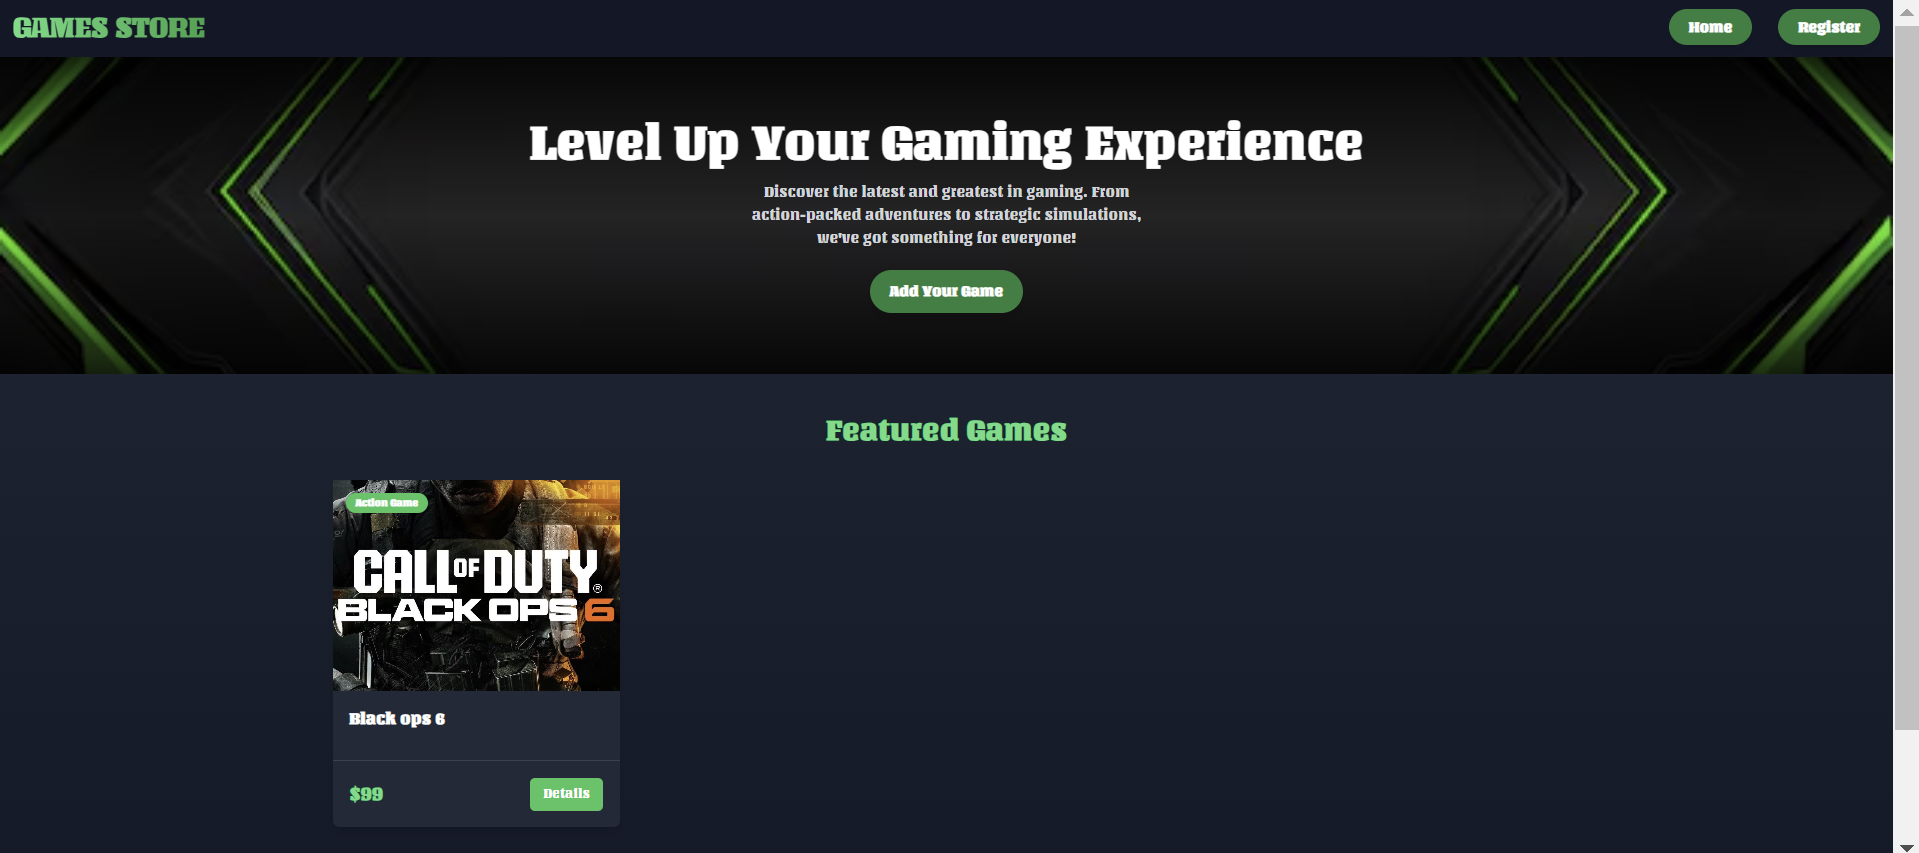 GAMES STORE
Home
Register
Level Up Your Gaming Experience
Discover the latest and greatest in gaming. From
action-packed adventures to strategic simulations,
we've got something for everyone!
Add Your Game
Featured Games
Action Game
CALL OF DUTY®
BLACK OPS 6
Black ops 6
$99
Details